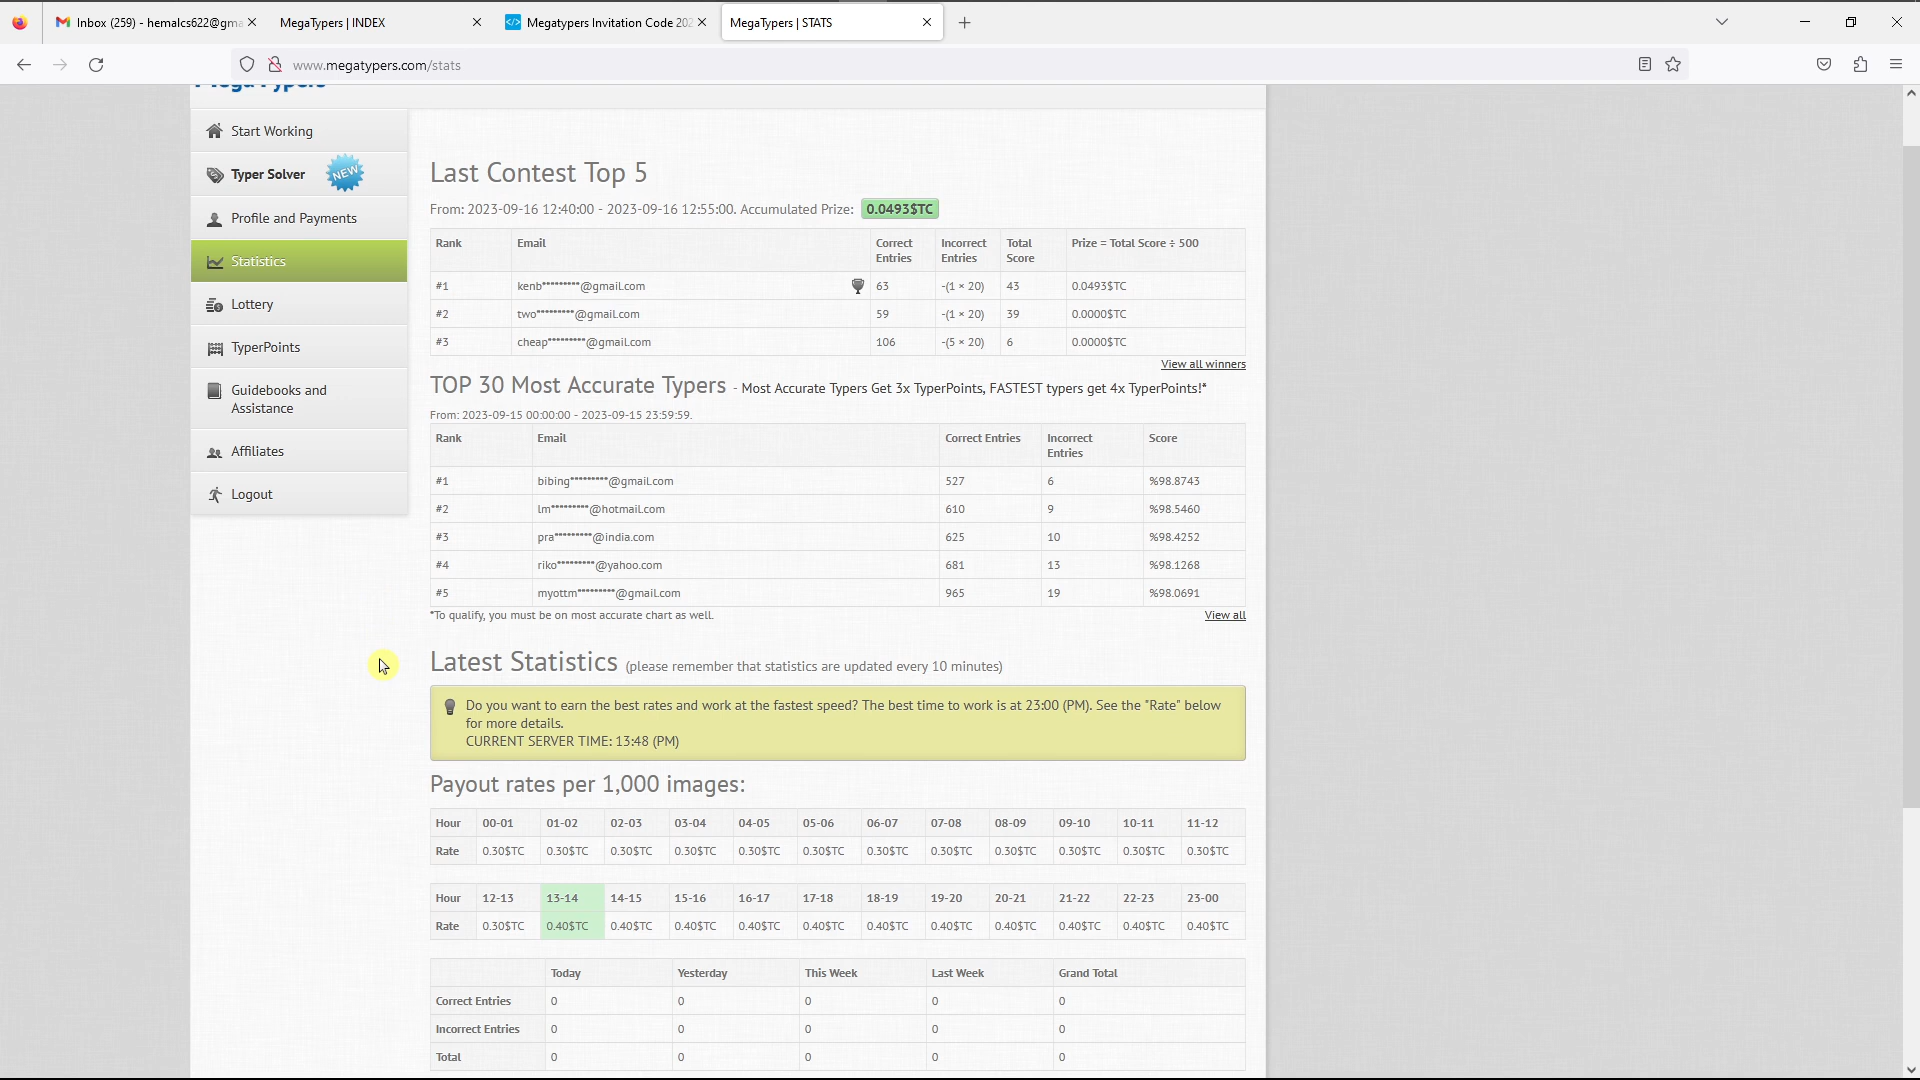 Inbox (259) - hemalcs622@gma
MegaTypers | INDEX
Megatypers Invitation Code 202
MegaTypers | STATS
www.megatypers.com/stats
MegaTypers
Start Working
Typer Solver NEW
Profile and Payments
Statistics
Lottery
TyperPoints
Guidebooks and
Assistance
Affiliates
Logout
Last Contest Top 5
From: 2023-09-16 12:40:00 - 2023-09-16 12:55:00. Accumulated Prize: 0.0493$TC
Rank Email Correct Entries Incorrect Entries Total Score Prize = Total Score ÷ 500
#1 kenb*********@gmail.com 63 -(1 × 20) 43 0.0493$TC
#2 two*********@gmail.com 59 -(1 × 20) 39 0.0000$TC
#3 cheap*********@gmail.com 106 -(5 × 20) 6 0.0000$TC
View all winners
TOP 30 Most Accurate Typers - Most Accurate Typers Get 3x TyperPoints, FASTEST typers get 4x TyperPoints!*
From: 2023-09-15 00:00:00 - 2023-09-15 23:59:59.
Rank Email Correct Entries Incorrect Entries Score
#1 bibing*********@gmail.com 527 6 %98.8743
#2 lm*********@hotmail.com 610 9 %98.5460
#3 pra*********@india.com 625 10 %98.4252
#4 riko*********@yahoo.com 681 13 %98.1268
#5 myottm*********@gmail.com 965 19 %98.0691
*To qualify, you must be on most accurate chart as well. View all
Latest Statistics (please remember that statistics are updated every 10 minutes)
Do you want to earn the best rates and work at the fastest speed? The best time to work is at 23:00 (PM). See the "Rate" below
for more details.
CURRENT SERVER TIME: 13:48 (PM)
Payout rates per 1,000 images:
Hour 00-01 01-02 02-03 03-04 04-05 05-06 06-07 07-08 08-09 09-10 10-11 11-12
Rate 0.30$TC 0.30$TC 0.30$TC 0.30$TC 0.30$TC 0.30$TC 0.30$TC 0.30$TC 0.30$TC 0.30$TC 0.30$TC 0.30$TC
Hour 12-13 13-14 14-15 15-16 16-17 17-18 18-19 19-20 20-21 21-22 22-23 23-00
Rate 0.30$TC 0.40$TC 0.40$TC 0.40$TC 0.40$TC 0.40$TC 0.40$TC 0.40$TC 0.40$TC 0.40$TC 0.40$TC 0.40$TC
Today Yesterday This Week Last Week Grand Total
Correct Entries 0 0 0 0 0
Incorrect Entries 0 0 0 0 0
Total 0 0 0 0 0